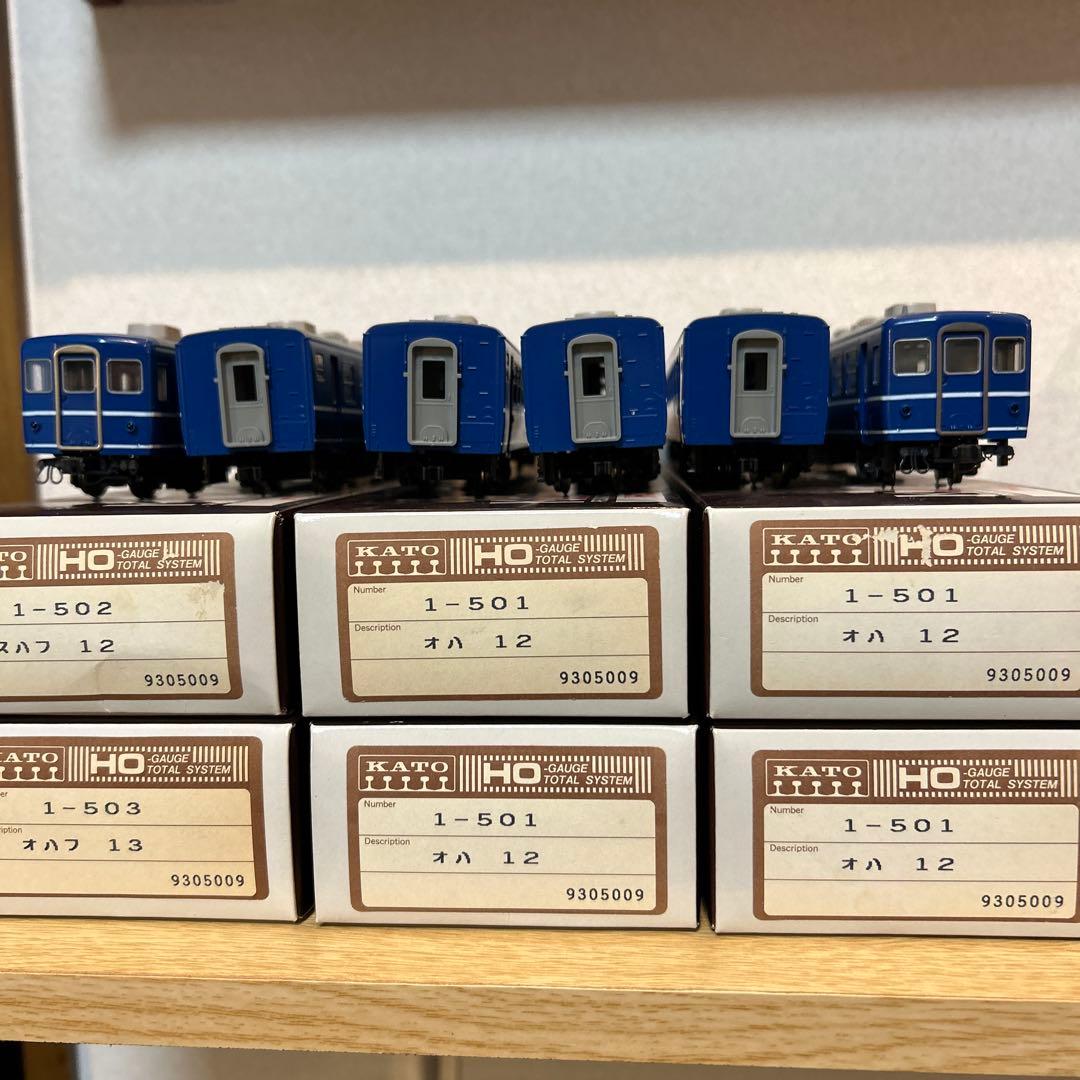 TO HO -GAUGE TOTAL SYSTEM
1-502
スハフ 12
9305009
KATO HO -GAUGE TOTAL SYSTEM
Number
1-501
Description
オハ 12
9305009
KATO HO -GAUGE TOTAL SYSTEM
Number
1-501
Description
オハ 12
9305009
KATO HO -GAUGE TOTAL SYSTEM
1-503
オハフ 13
9305009
KATO HO -GAUGE TOTAL SYSTEM
Number
1-501
Description
オハ 12
9305009
KATO HO -GAUGE TOTAL SYSTEM
Number
1-501
Description
オハ 12
9305009